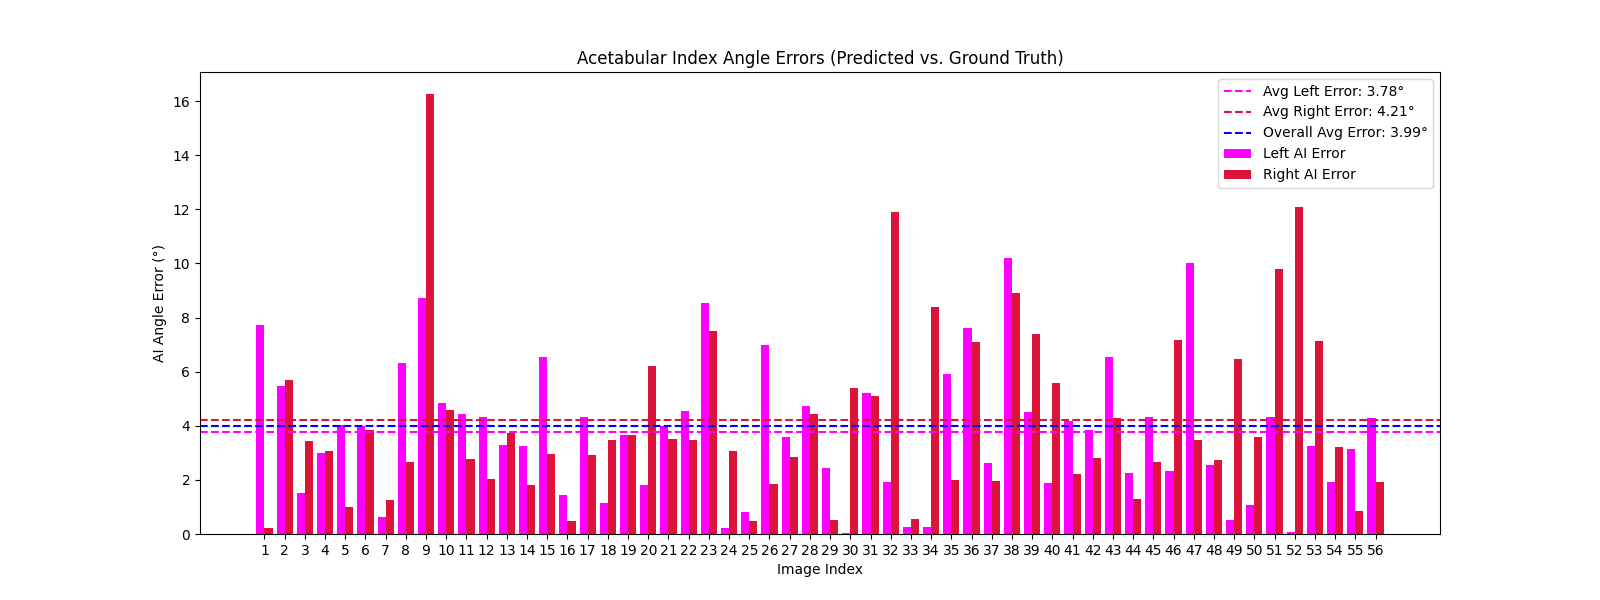 Acetabular Index Angle Errors (Predicted vs. Ground Truth)
Avg Left Error: 3.78°
Avg Right Error: 4.21°
Overall Avg Error: 3.99°
Left AI Error
Right AI Error
AI Angle Error (°)
16
14
12
10
8
6
4
2
0
1 2 3 4 5 6 7 8 9 10 11 12 13 14 15 16 17 18 19 20 21 22 23 24 25 26 27 28 29 30 31 32 33 34 35 36 37 38 39 40 41 42 43 44 45 46 47 48 49 50 51 52 53 54 55 56
Image Index